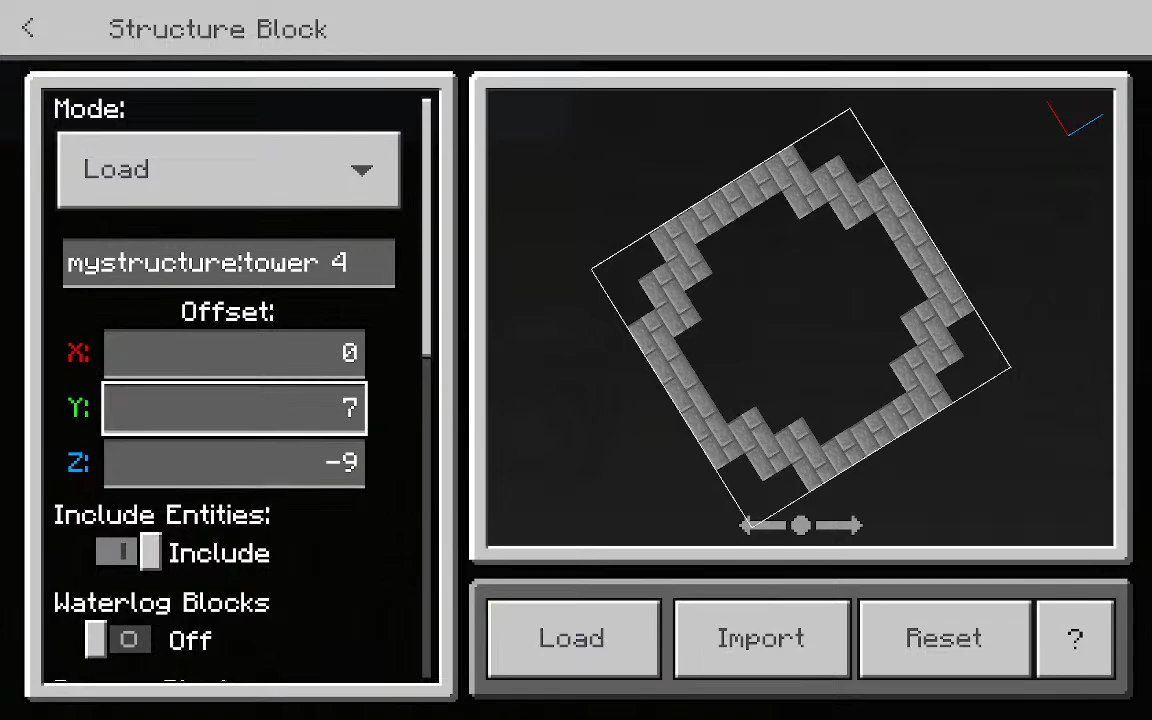 Structure Block
Mode:
Load
mystructure:tower 4
Offset:
X: 0
Y: 7
Z: -9
Include Entities:
Include
Waterlog Blocks
Off
Load
Import
Reset
?